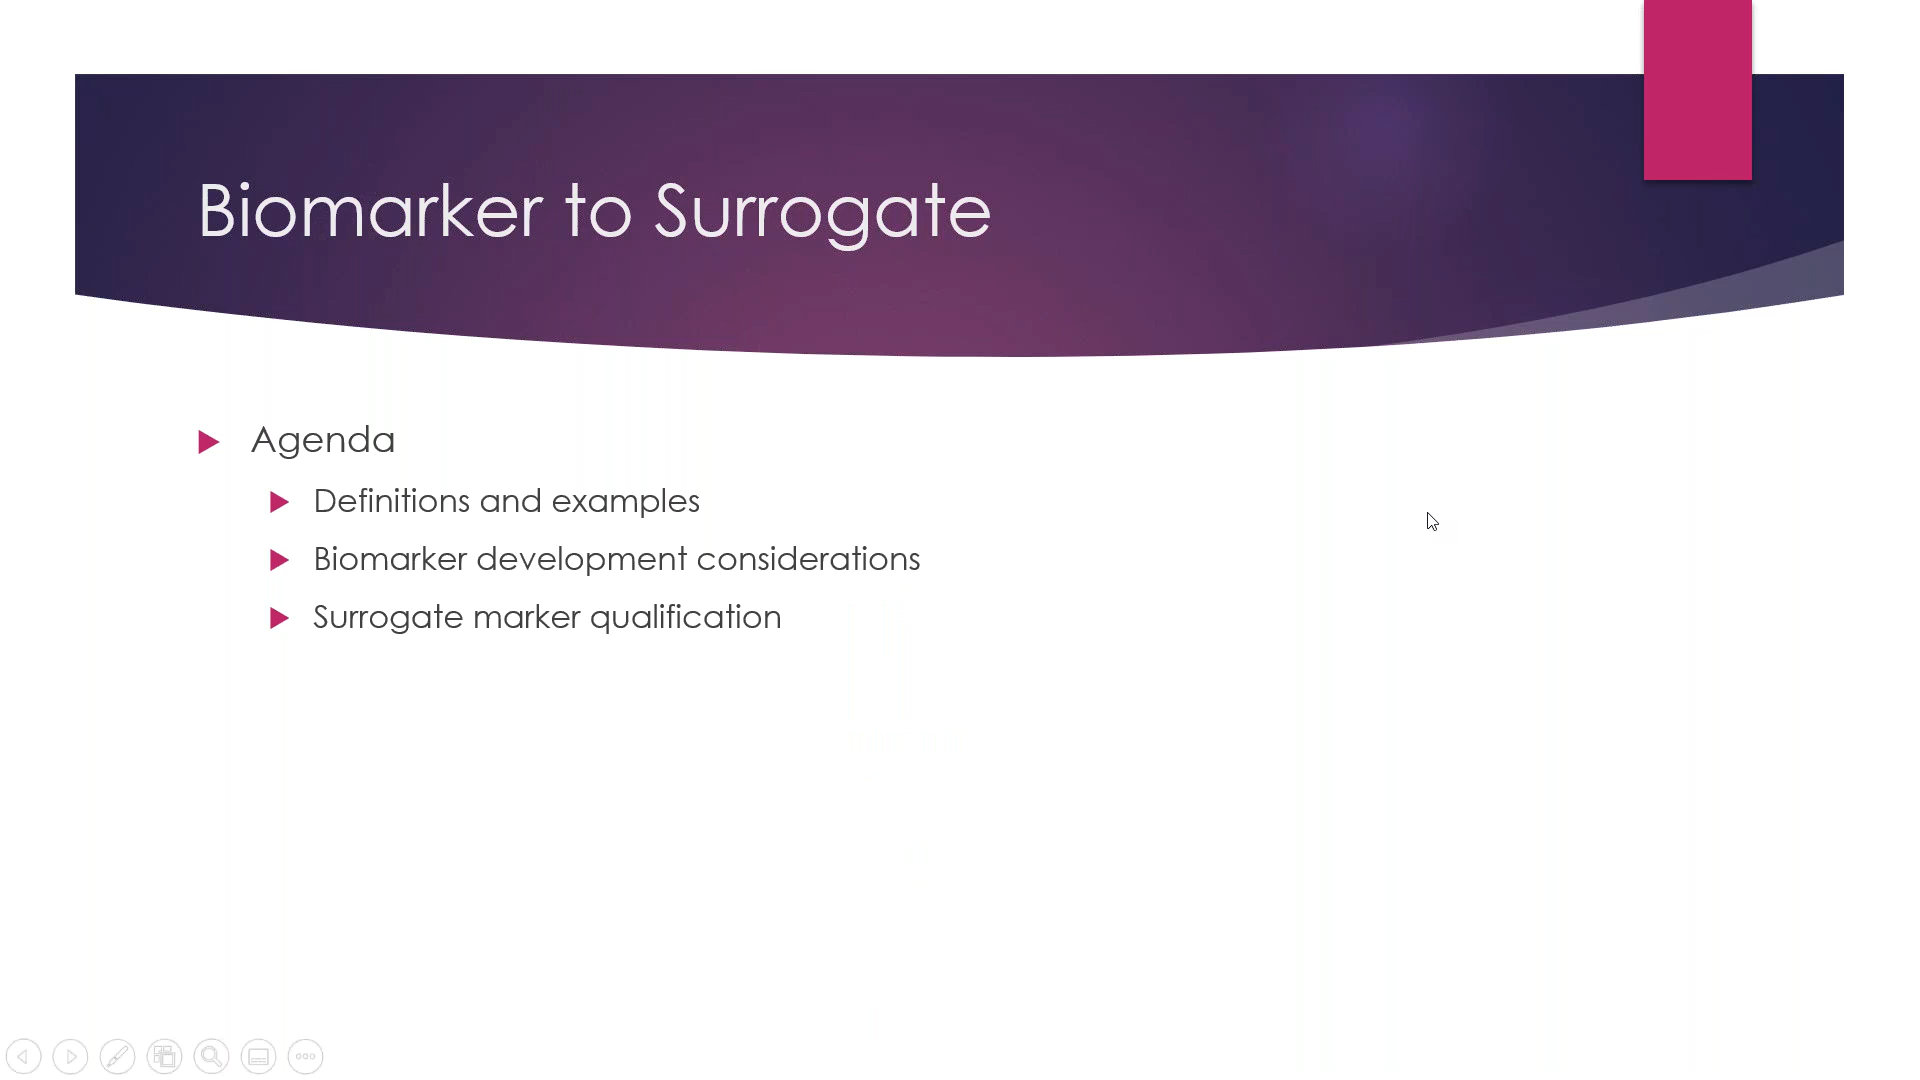 Biomarker to Surrogate
Agenda
Definitions and examples
Biomarker development considerations
Surrogate marker qualification